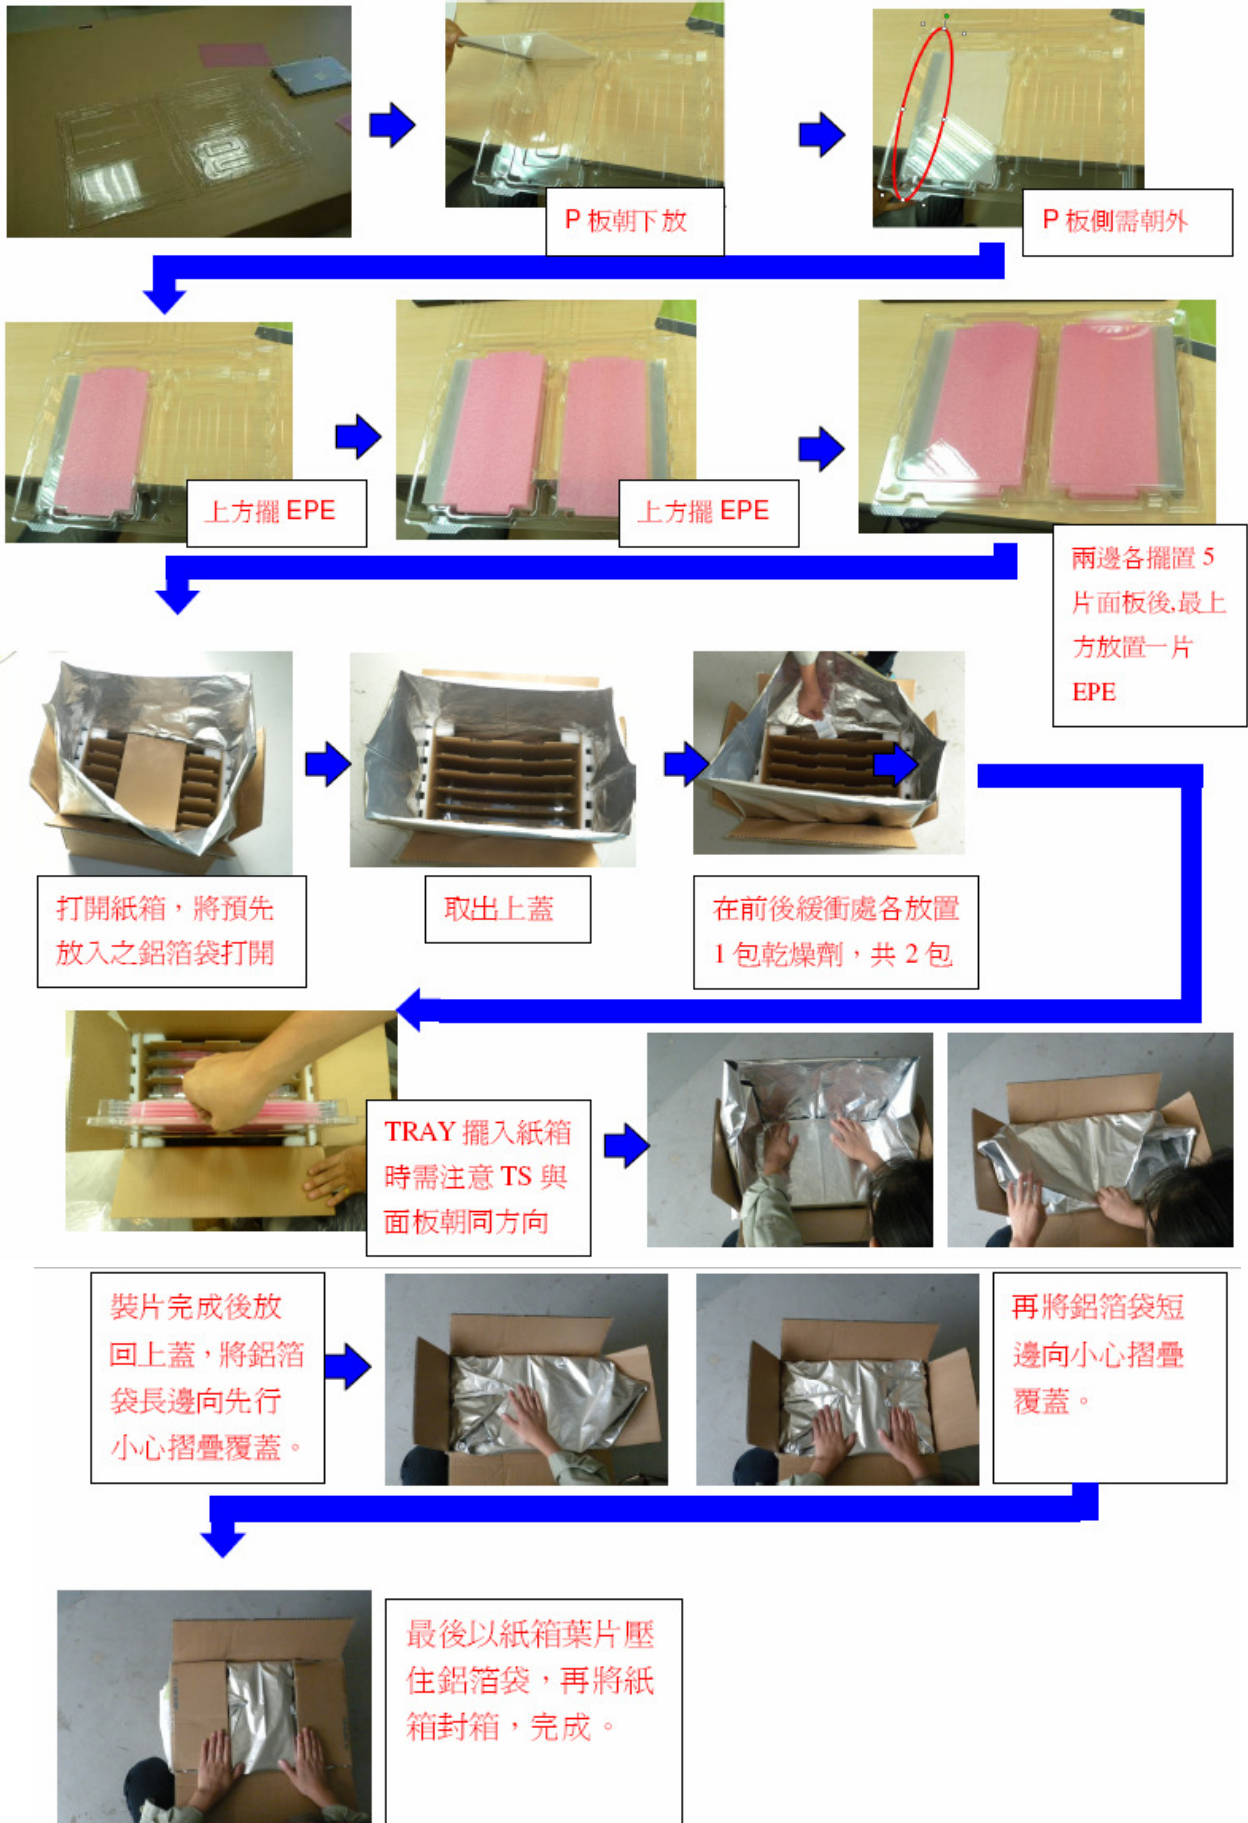 P 板朝下放
P 板側需朝外
上方擺 EPE
上方擺 EPE
兩邊各擺置 5
片面板後,最上
方放置一片
EPE
打開紙箱，將預先
放入之鋁箔袋打開
取出上蓋
在前後緩衝處各放置
1 包乾燥劑，共 2 包
TRAY 擺入紙箱
時需注意 TS 與
面板朝同方向
裝片完成後放
回上蓋，將鋁箔
袋長邊向先行
小心摺疊覆蓋。
再將鋁箔袋短
邊向小心摺疊
覆蓋。
最後以紙箱葉片壓
住鋁箔袋，再將紙
箱封箱，完成。